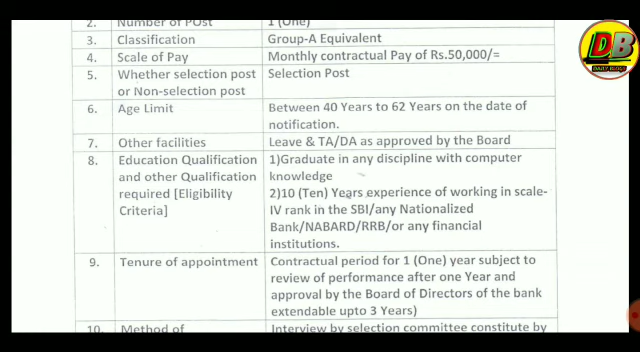 2. Number of POst 1 (One)
3. Classification Group-A Equivalent
4. Scale of Pay Monthly contractual Pay of Rs.50,000/=
5. Whether selection post Selection Post
or Non-selection post
6. Age Limit Between 40 Years to 62 Years on the date of
notification.
7. Other facilities Leave & TA/DA as approved by the Board
8. Education Qualification 1)Graduate in any discipline with computer
and other Qualification knowledge
required [Eligibility 2)10 (Ten) Years experience of working in scale-
Criteria] IV rank in the SBI/any Nationalized
Bank/NABARD/RRB/or any financial
institutions.
9. Tenure of appointment Contractual period for 1 (One) year subject to
review of performance after one Year and
approval by the Board of Directors of the bank
extendable upto 3 Years)
10. Method of Interview by selection committee constitute by
DB
DAILY BLOGS